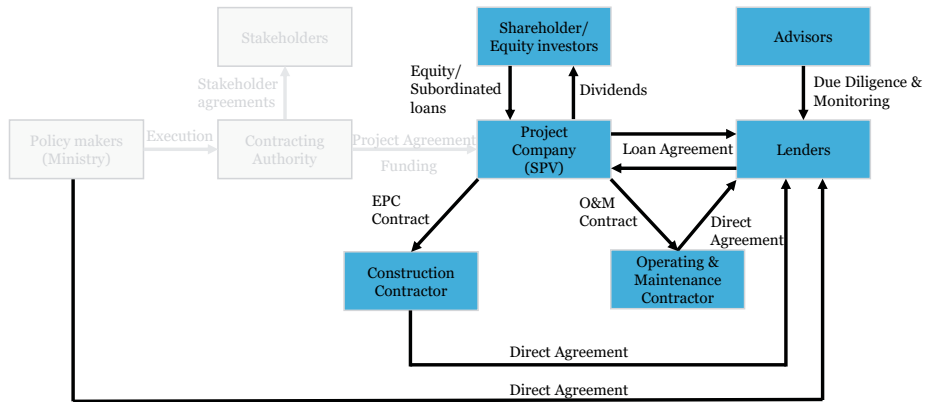 Stakeholders
Shareholder/
Equity investors
Advisors
Stakeholder
agreements
Equity/
Subordinated
loans
Dividends
Due Diligence &
Monitoring
Policy makers
(Ministry)
Execution
Contracting
Authority
Project Agreement
Funding
Project
Company
(SPV)
Loan Agreement
Lenders
EPC
Contract
O&M
Contract
Direct
Agreement
Construction
Contractor
Operating &
Maintenance
Contractor
Direct Agreement
Direct Agreement